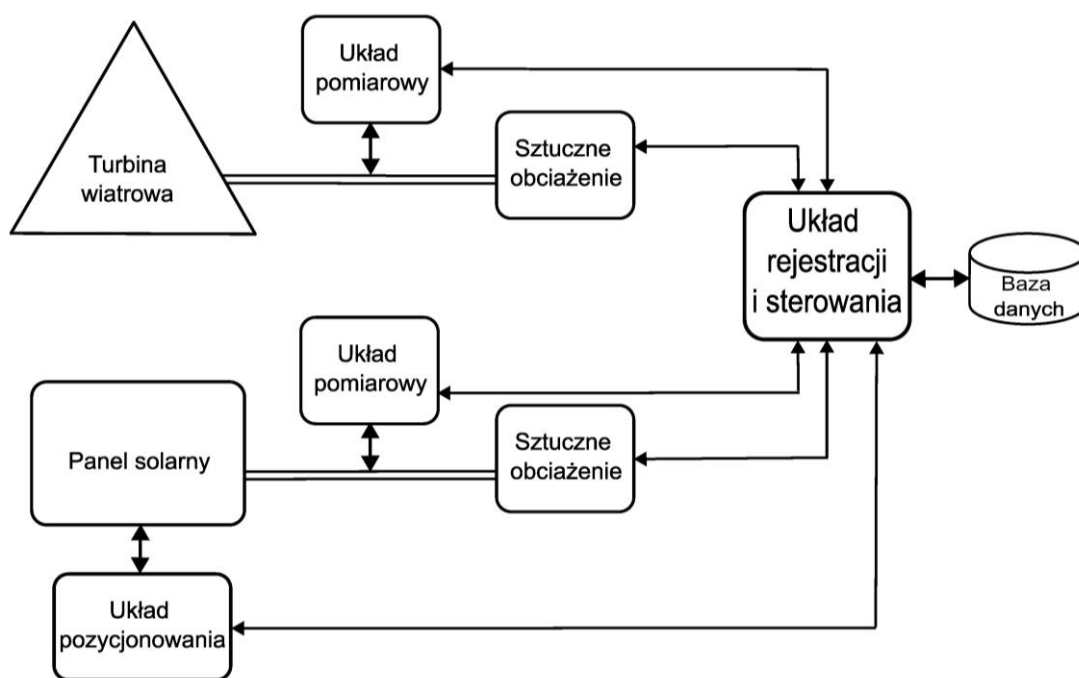 Układ
pomiarowy
Turbina
wiatrowa
Sztuczne
obciażenie
Układ
rejestracji
i sterowania
Baza
danych
Układ
pomiarowy
Panel solarny
Sztuczne
obciażenie
Układ
pozycjonowania